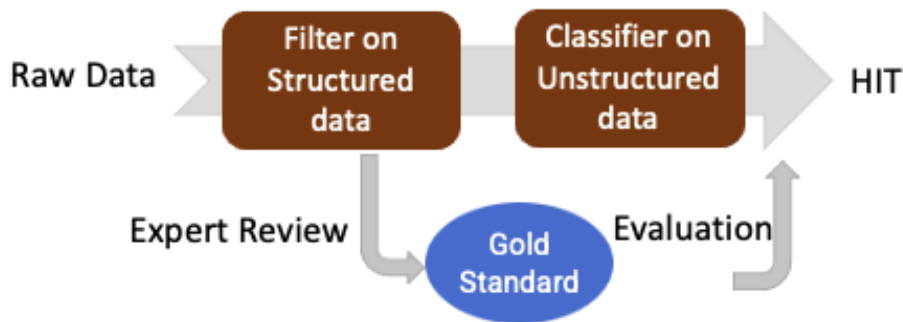 Raw Data
Filter on
Structured
data
Classifier on
Unstructured
data
HIT
Expert Review
Gold
Standard
Evaluation